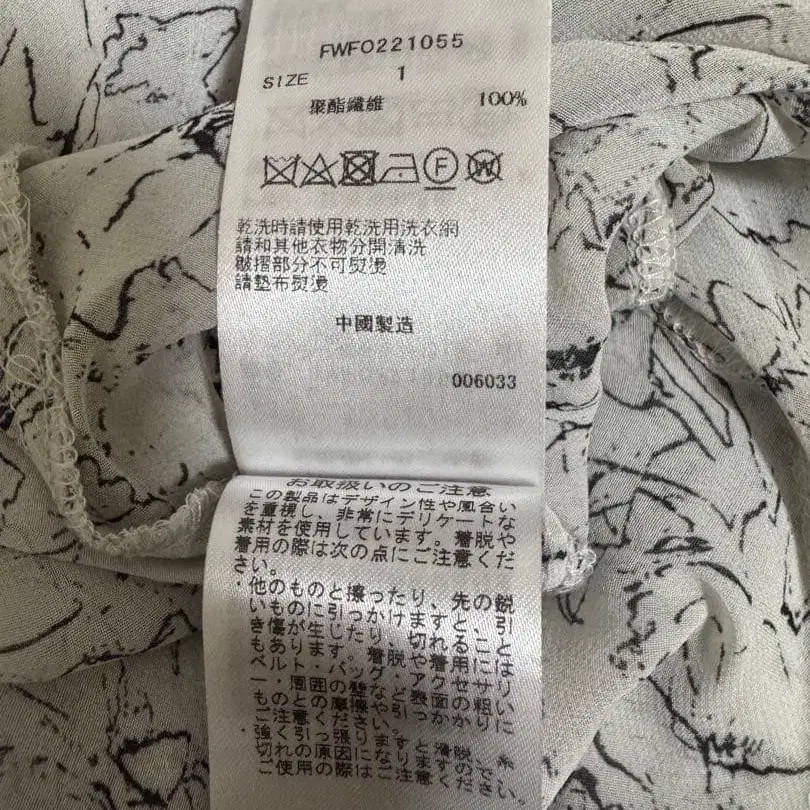 FWFO221055
SIZE 1
聚酯纖維 100%
F W
乾洗時請使用乾洗用洗衣網
請和其他衣物分開清洗
皺摺部分不可熨燙
請墊布熨燙
中國製造
006033
お取扱いのご注意
この製品はデザイン性や風合い
を重視し、非常にデリケートな
素材を使用しています。着脱や
着用の際は次の点にご注意くだ
さい。
・他のものと擦ったり、先の鋭
いものに引っかけますと、引
き傷が生じたり、切れること
もあります。着脱や着用には
ベルト・バッグ・アクセサリ
ー・周囲の壁など表面の粗い
ものとの摩擦や引っかかりに
ご注意ください。
・強く引っ張りますと滑脱、糸
切れの原因になりますので、
ご使用の際はご注意ください。